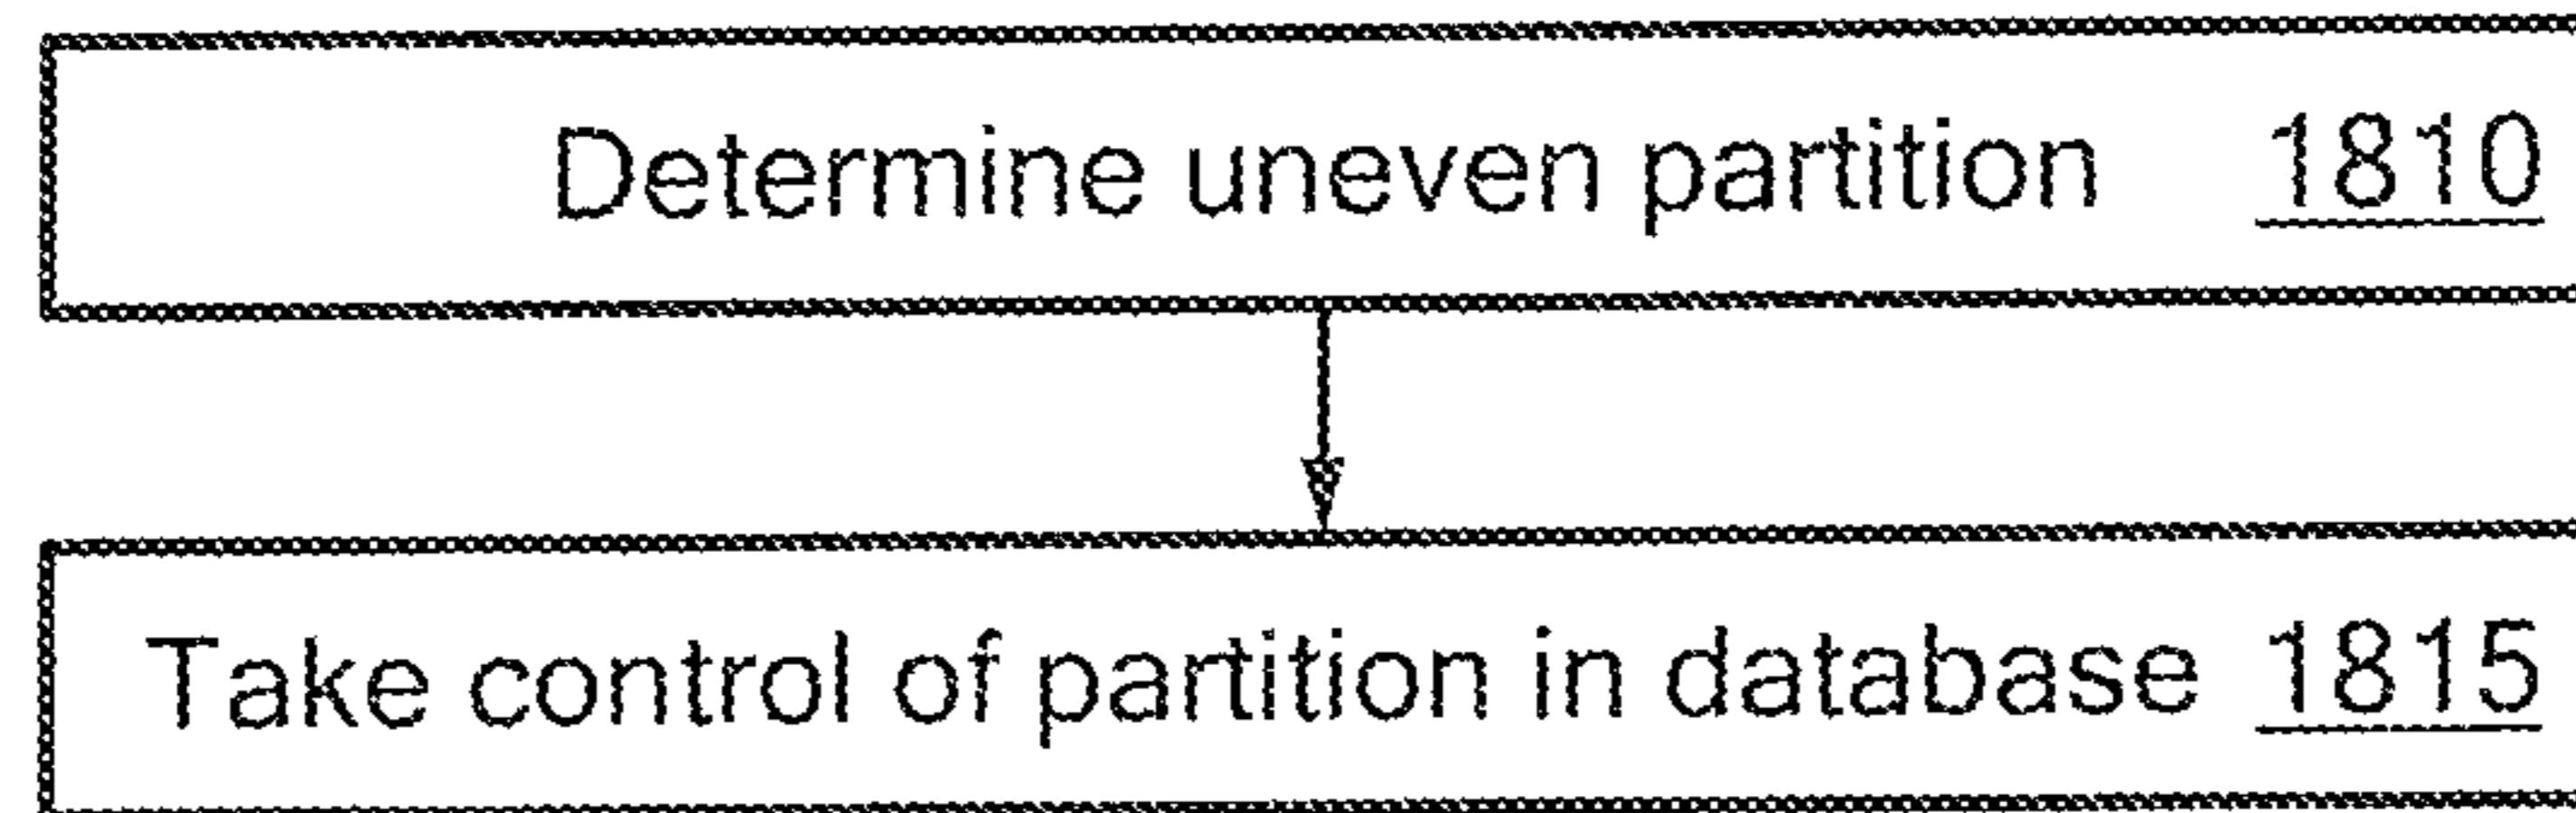 Determine uneven partition 1810
Take control of partition in database 1815